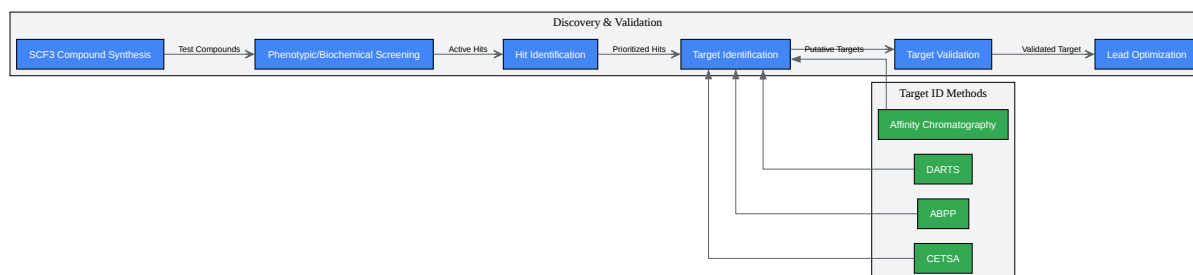 Discovery & Validation
SCF3 Compound Synthesis
Test Compounds
Phenotypic/Biochemical Screening
Active Hits
Hit Identification
Prioritized Hits
Target Identification
Putative Targets
Target Validation
Validated Target
Lead Optimization
Target ID Methods
Affinity Chromatography
DARTS
ABPP
CETSA